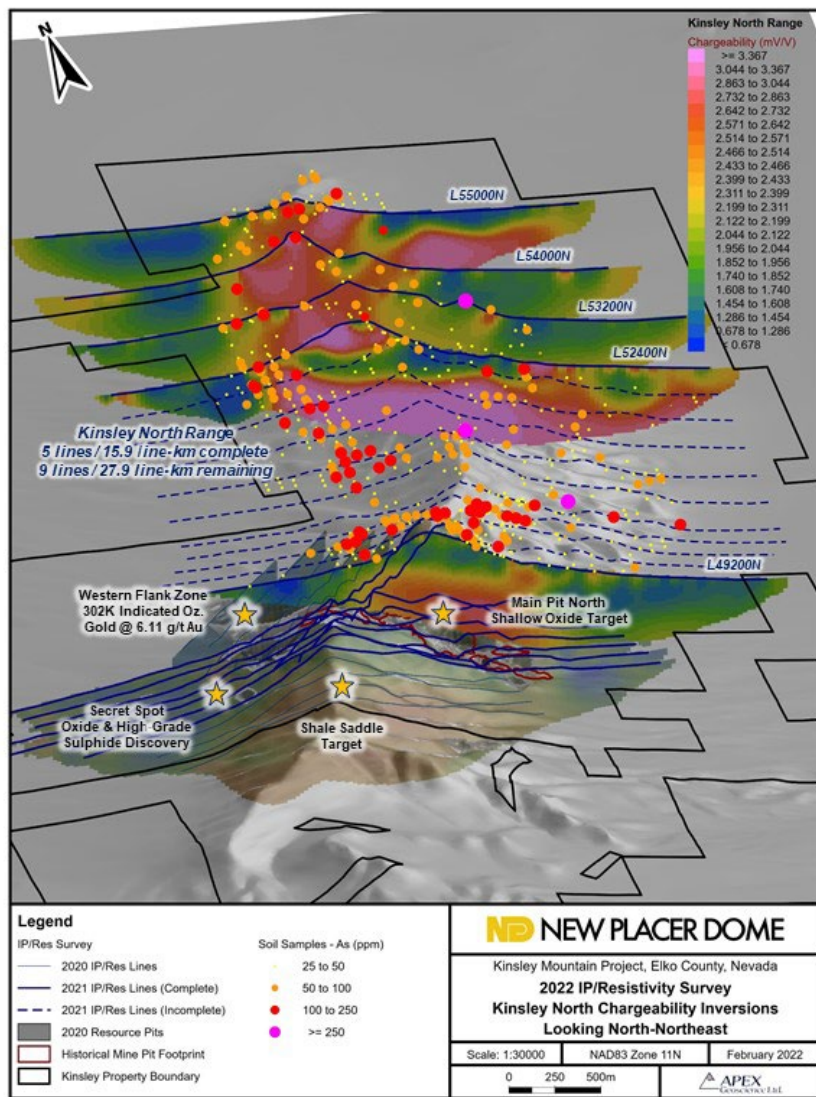 N
Kinsley North Range
Chargeability (mV/V)
>= 3.367
3.044 to 3.367
2.863 to 3.044
2.732 to 2.863
2.642 to 2.732
2.571 to 2.642
2.514 to 2.571
2.466 to 2.514
2.433 to 2.466
2.399 to 2.433
2.311 to 2.399
2.199 to 2.311
2.122 to 2.199
2.044 to 2.122
1.956 to 2.044
1.852 to 1.956
1.740 to 1.852
1.608 to 1.740
1.454 to 1.608
1.286 to 1.454
0.678 to 1.286
< 0.678
L55000N
L54000N
L53200N
L52400N
Kinsley North Range
5 lines / 15.9 line-km complete
9 lines / 27.9 line-km remaining
L49200N
Western Flank Zone
302K Indicated Oz.
Gold @ 6.11 g/t Au
Main Pit North
Shallow Oxide Target
Secret Spot
Oxide & High Grade
Sulphide Discovery
Shale Saddle
Target
Legend
IP/Res Survey
2020 IP/Res Lines
2021 IP/Res Lines (Complete)
2021 IP/Res Lines (Incomplete)
2020 Resource Pits
Historical Mine Pit Footprint
Kinsley Property Boundary
Soil Samples - As (ppm)
25 to 50
50 to 100
100 to 250
>= 250
NEW PLACER DOME
Kinsley Mountain Project, Elko County, Nevada
2022 IP/Resistivity Survey
Kinsley North Chargeability Inversions
Looking North-Northeast
Scale: 1:30000
NAD83 Zone 11N
February 2022
0 250 500m
APEX
Geoscience Ltd.